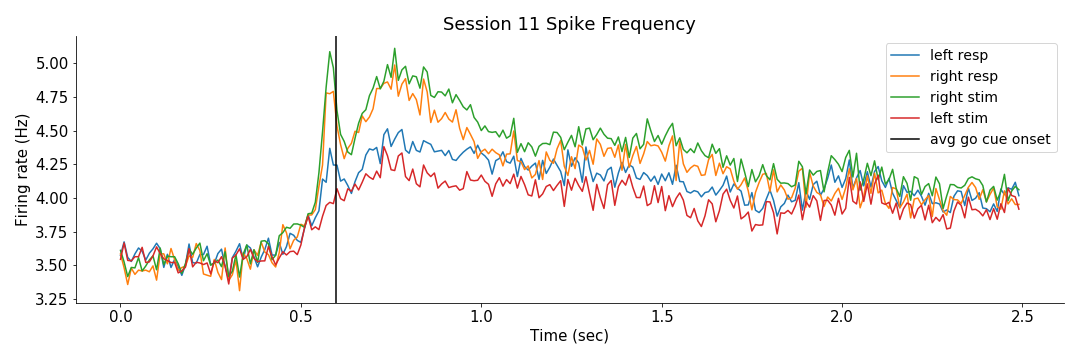 Session 11 Spike Frequency
Firing rate (Hz)
5.00
4.75
4.50
4.25
4.00
3.75
3.50
3.25
left resp
right resp
right stim
left stim
avg go cue onset
0.0 0.5 1.0 1.5 2.0 2.5
Time (sec)